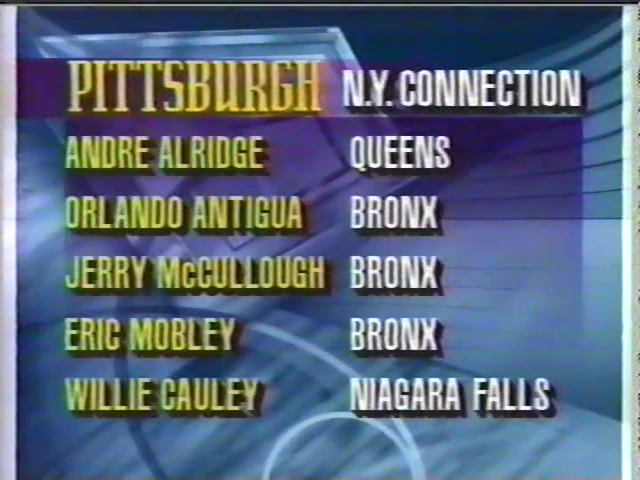 PITTSBURGH N.Y. CONNECTION
ANDRE ALRIDGE QUEENS
ORLANDO ANTIGUA BRONX
JERRY McCULLOUGH BRONX
ERIC MOBLEY BRONX
WILLIE CAULEY NIAGARA FALLS